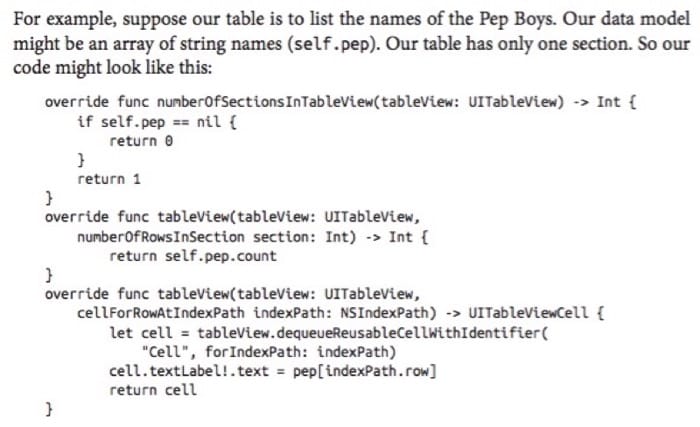 For example, suppose our table is to list the names of the Pep Boys. Our data model
might be an array of string names (self.pep). Our table has only one section. So our
code might look like this:
override func numberOfSectionsInTableView(tableView: UITableView) -> Int {
if self.pep == nil {
return 0
}
return 1
}
override func tableView(tableView: UITableView,
numberOfRowsInSection section: Int) -> Int {
return self.pep.count
}
override func tableView(tableView: UITableView,
cellForRowAtIndexPath indexPath: NSIndexPath) -> UITableViewCell {
let cell = tableView.dequeueReusableCellWithIdentifier(
"Cell", forIndexPath: indexPath)
cell.textLabel!.text = pep[indexPath.row]
return cell
}